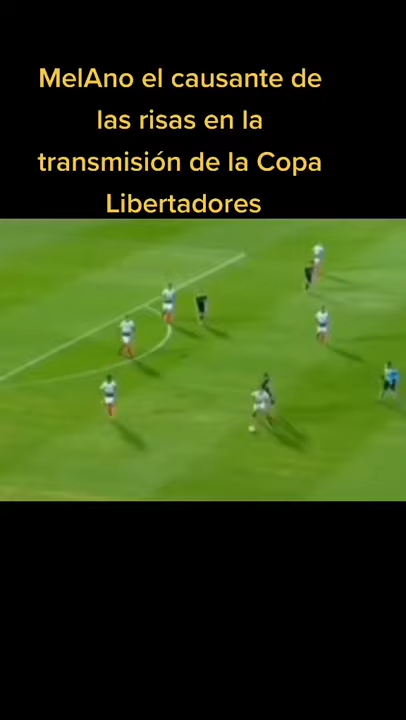 MelAno el causante de
las risas en la
transmisión de la Copa
Libertadores